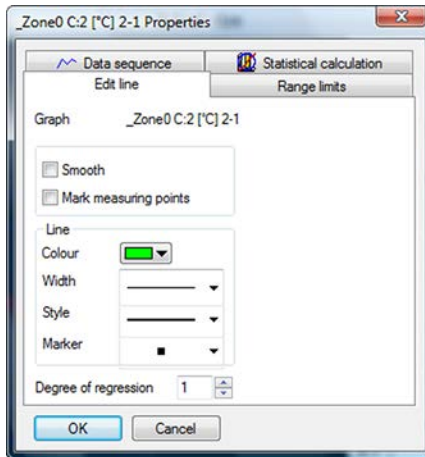 _Zone0 C:2 [°C] 2-1 Properties
Data sequence
Statistical calculation
Edit line
Range limits
Graph _Zone0 C:2 [°C] 2-1
Smooth
Mark measuring points
Line
Colour
Width
Style
Marker
Degree of regression 1
OK
Cancel